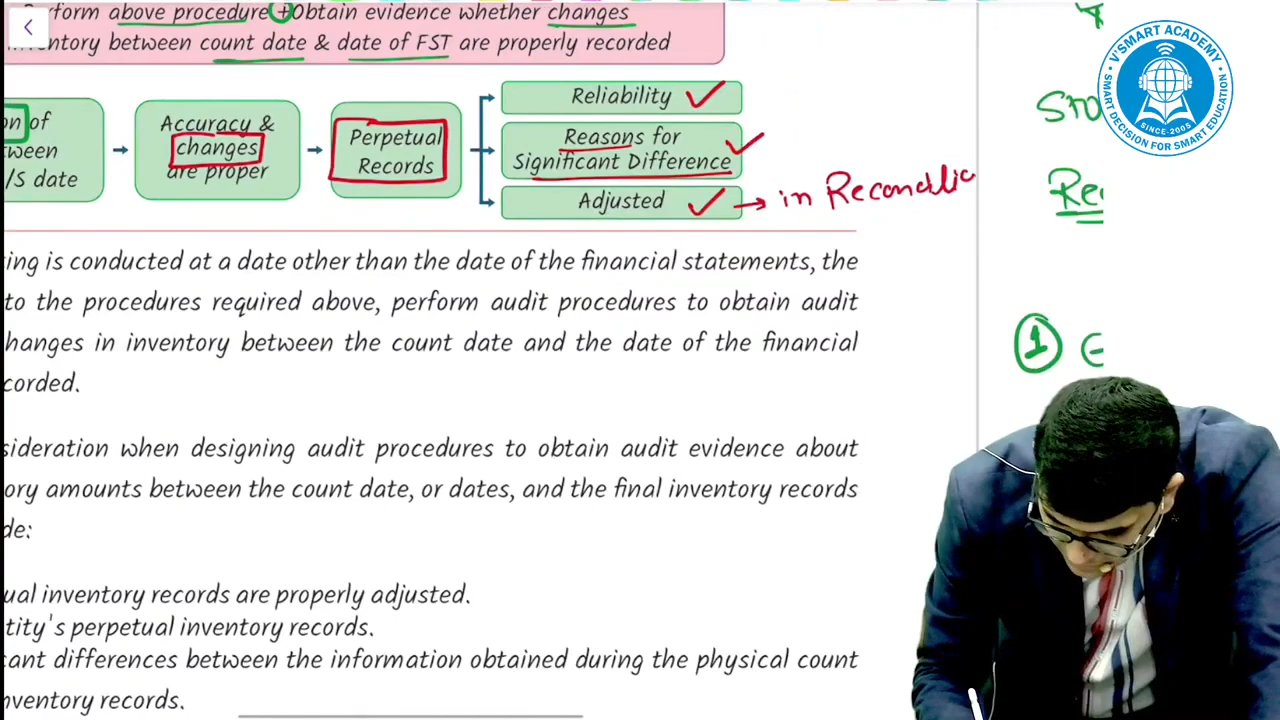 rform above procedure + Obtain evidence whether changes
ventory between count date & date of FST are properly recorded
on of
tween
/S date
Accuracy &
changes
are proper
Perpetual
Records
Reliability
Reasons for
Significant Difference
Adjusted
→ in Reconcilia
ting is conducted at a date other than the date of the financial statements, the
to the procedures required above, perform audit procedures to obtain audit
hanges in inventory between the count date and the date of the financial
corded.
sideration when designing audit procedures to obtain audit evidence about
ory amounts between the count date, or dates, and the final inventory records
de:
ual inventory records are properly adjusted.
tity's perpetual inventory records.
cant differences between the information obtained during the physical count
nventory records.
V'SMART ACADEMY
SINCE-2005
SMART DECISION FOR SMART EDUCATION
Sto
Re
1